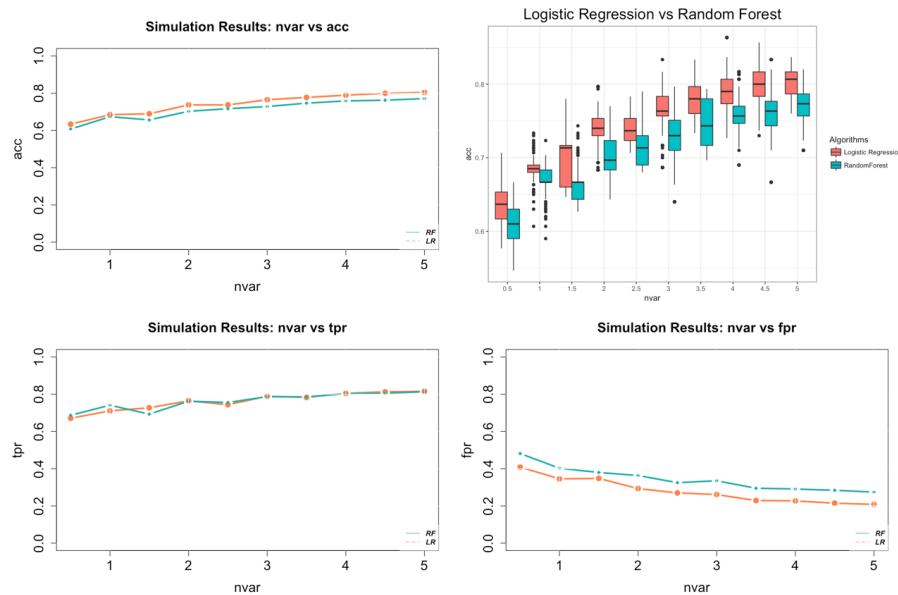 Simulation Results: nvar vs acc
acc
0.0 0.2 0.4 0.6 0.8 1.0
1 2 3 4 5
nvar
RF
LR
Logistic Regression vs Random Forest
acc
0.8
0.7
0.6
0.5 1 1.5 2 2.5 3 3.5 4 4.5 5
nvar
Algorithms
Logistic Regressio
RandomForest
Simulation Results: nvar vs tpr
tpr
0.0 0.2 0.4 0.6 0.8 1.0
1 2 3 4 5
nvar
RF
LR
Simulation Results: nvar vs fpr
fpr
0.0 0.2 0.4 0.6 0.8 1.0
1 2 3 4 5
nvar
RF
LR